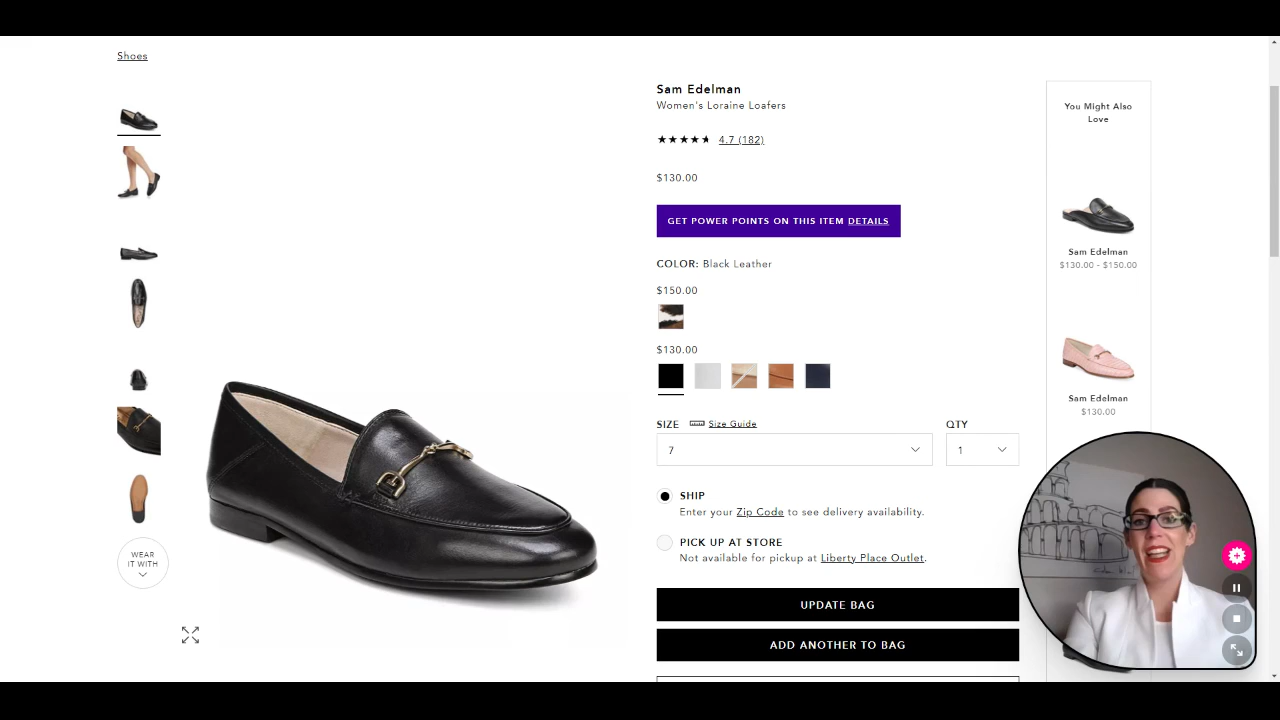 Shoes
Sam Edelman
Women's Loraine Loafers
4.7 (182)
$130.00
GET POWER POINTS ON THIS ITEM DETAILS
COLOR: Black Leather
$150.00
$130.00
SIZE Size Guide
QTY
7
1
SHIP
Enter your Zip Code to see delivery availability.
PICK UP AT STORE
Not available for pickup at Liberty Place Outlet.
UPDATE BAG
ADD ANOTHER TO BAG
WEAR
IT WITH
You Might Also
Love
Sam Edelman
$130.00 - $150.00
Sam Edelman
$130.00